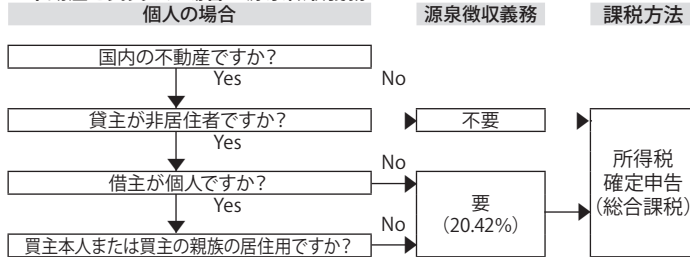 個人の場合
源泉徴収義務
課税方法
国内の不動産ですか?
Yes
No
貸主が非居住者ですか?
不要
Yes
No
借主が個人ですか?
Yes
No
買主本人または買主の親族の居住用ですか?
要
(20.42%)
所得税
確定申告
(総合課税)